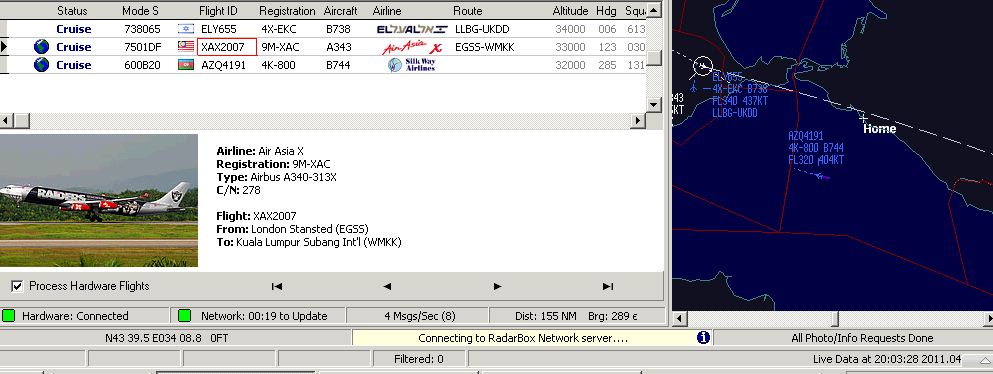 Status Mode S Flight ID Registration Aircraft Airline Route Altitude Hdg Squa
Cruise 738065 ELY655 4X-EKC B738 EL AL אל על LLBG-UKDD 34000 006 613
Cruise 7501DF XAX2007 9M-XAC A343 AirAsia X EGSS-WMKK 33000 123 030
Cruise 600B20 AZQ4191 4K-800 B744 Silk Way Airlines 32000 285 131
Airline: Air Asia X
Registration: 9M-XAC
Type: Airbus A340-313X
C/N: 278
Flight: XAX2007
From: London Stansted (EGSS)
To: Kuala Lumpur Subang Int'l (WMKK)
RAIDERS
ELY655
4X-EKC B738
FL340 437KT
LLBG-UKDD
343
KT
Home
AZQ4191
4K-800 B744
FL320 404KT
Process Hardware Flights
Hardware: Connected Network: 00:19 to Update 4 Msgs/Sec (8) Dist: 155 NM Brg: 289 є
N43 39.5 E034 08.8 0FT Connecting to RadarBox Network server.... All Photo/Info Requests Done
Filtered: 0 Live Data at 20:03:28 2011.04